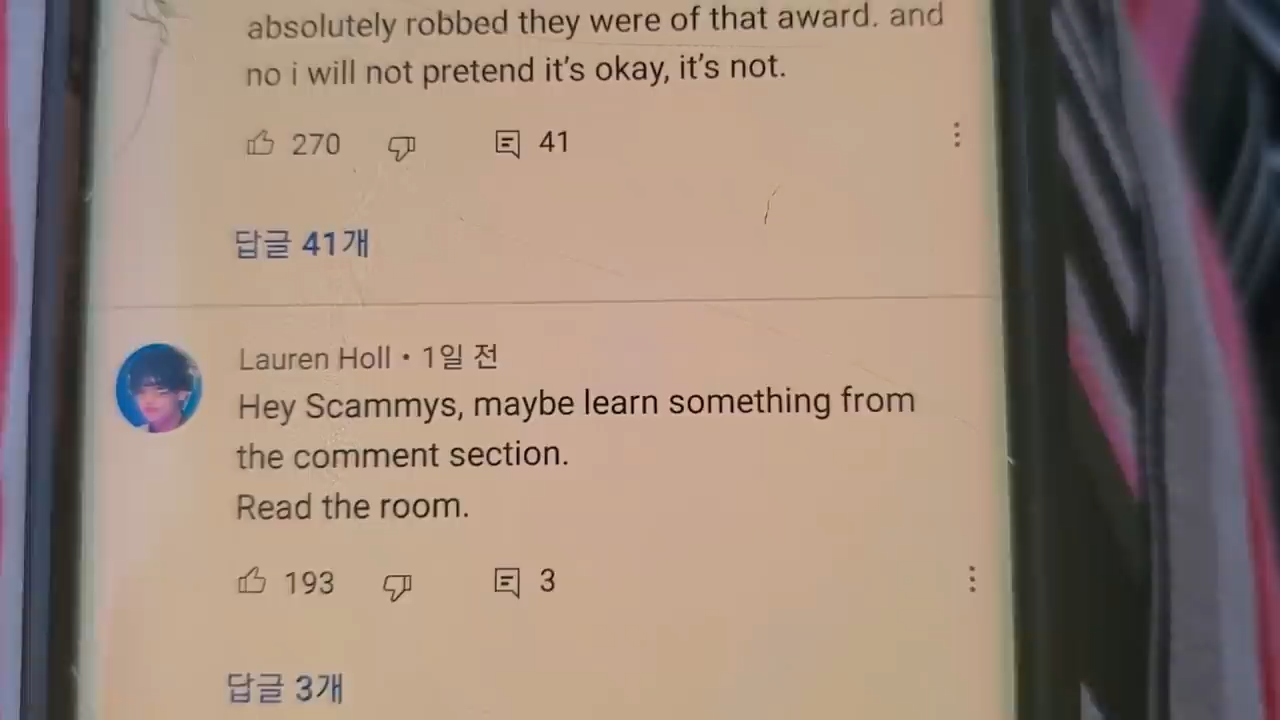 absolutely robbed they were of that award. and
no i will not pretend it's okay, it's not.
270 41
답글 41개
Lauren Holl • 1일 전
Hey Scammys, maybe learn something from
the comment section.
Read the room.
193 3
답글 3개